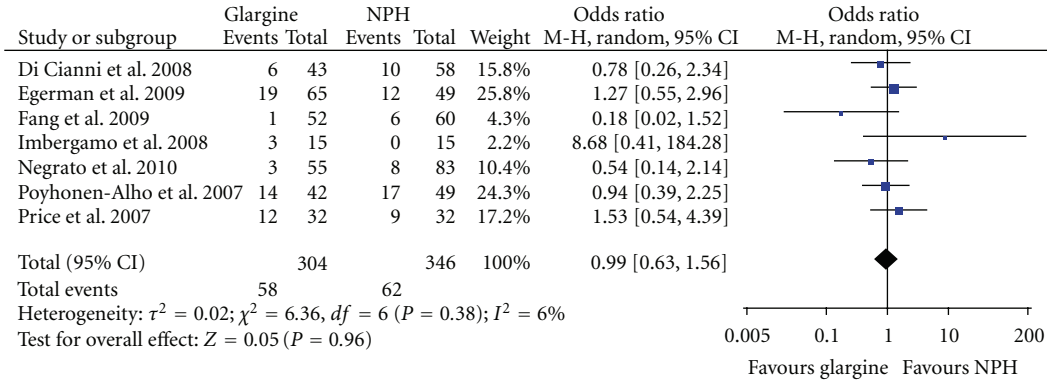 Glargine NPH Odds ratio Odds ratio
Study or subgroup Events Total Events Total Weight M-H, random, 95% CI M-H, random, 95% CI
Di Cianni et al. 2008 6 43 10 58 15.8% 0.78 [0.26, 2.34]
Egerman et al. 2009 19 65 12 49 25.8% 1.27 [0.55, 2.96]
Fang et al. 2009 1 52 6 60 4.3% 0.18 [0.02, 1.52]
Imbergamo et al. 2008 3 15 0 15 2.2% 8.68 [0.41, 184.28]
Negrato et al. 2010 3 55 8 83 10.4% 0.54 [0.14, 2.14]
Poyhonen-Alho et al. 2007 14 42 17 49 24.3% 0.94 [0.39, 2.25]
Price et al. 2007 12 32 9 32 17.2% 1.53 [0.54, 4.39]
Total (95% CI) 304 346 100% 0.99 [0.63, 1.56]
Total events 58 62
Heterogeneity: τ² = 0.02; χ² = 6.36, df = 6 (P = 0.38); I² = 6%
Test for overall effect: Z = 0.05 (P = 0.96)
0.005 0.1 1 10 200
Favours glargine Favours NPH